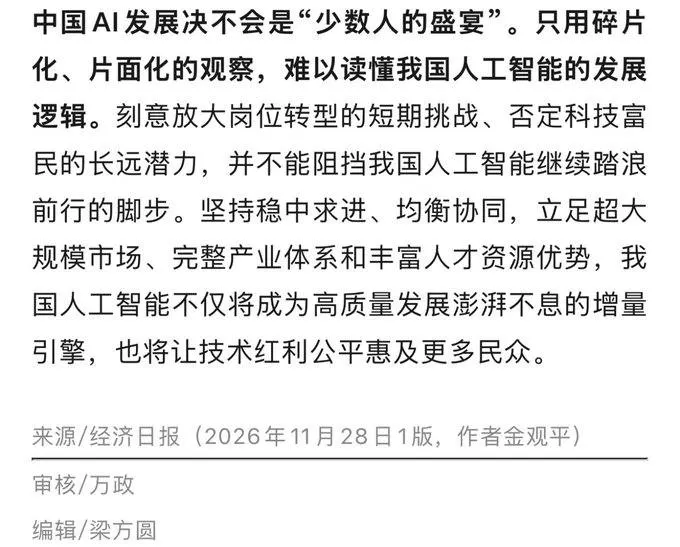 中国AI发展决不会是“少数人的盛宴”。只用碎片
化、片面化的观察，难以读懂我国人工智能的发展
逻辑。刻意放大岗位转型的短期挑战、否定科技富
民的长远潜力，并不能阻挡我国人工智能继续踏浪
前行的脚步。坚持稳中求进、均衡协同，立足超大
规模市场、完整产业体系和丰富人才资源优势，我
国人工智能不仅将成为高质量发展澎湃不息的增量
引擎，也将让技术红利公平惠及更多民众。
来源/经济日报（2026年11月28日1版，作者金观平）
审核/万政
编辑/梁方圆